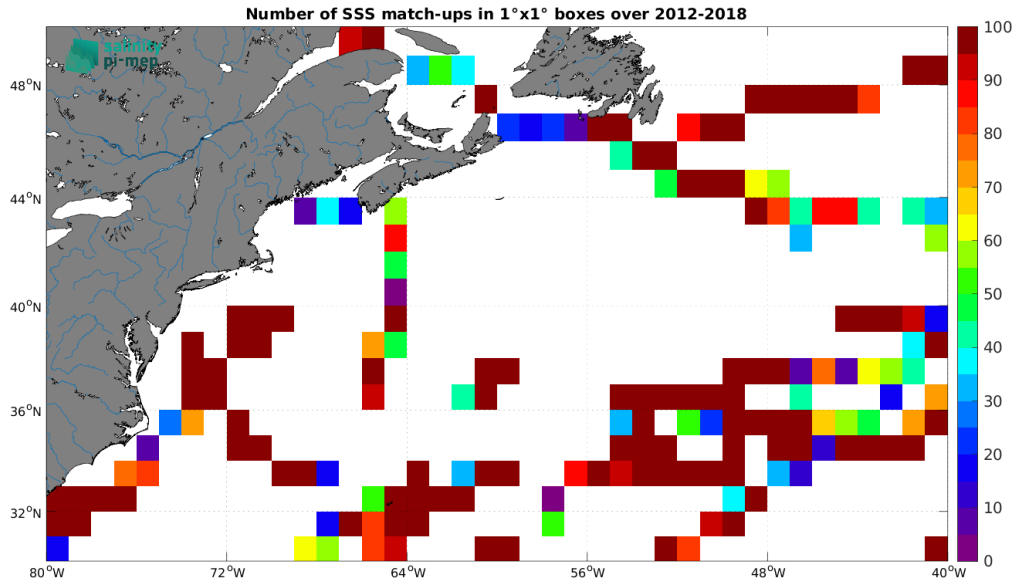 Number of SSS match-ups in 1°x1° boxes over 2012-2018
salinity
pi-mep
48°N
44°N
40°N
36°N
32°N
80°W
72°W
64°W
56°W
48°W
40°W
100
90
80
70
60
50
40
30
20
10
0